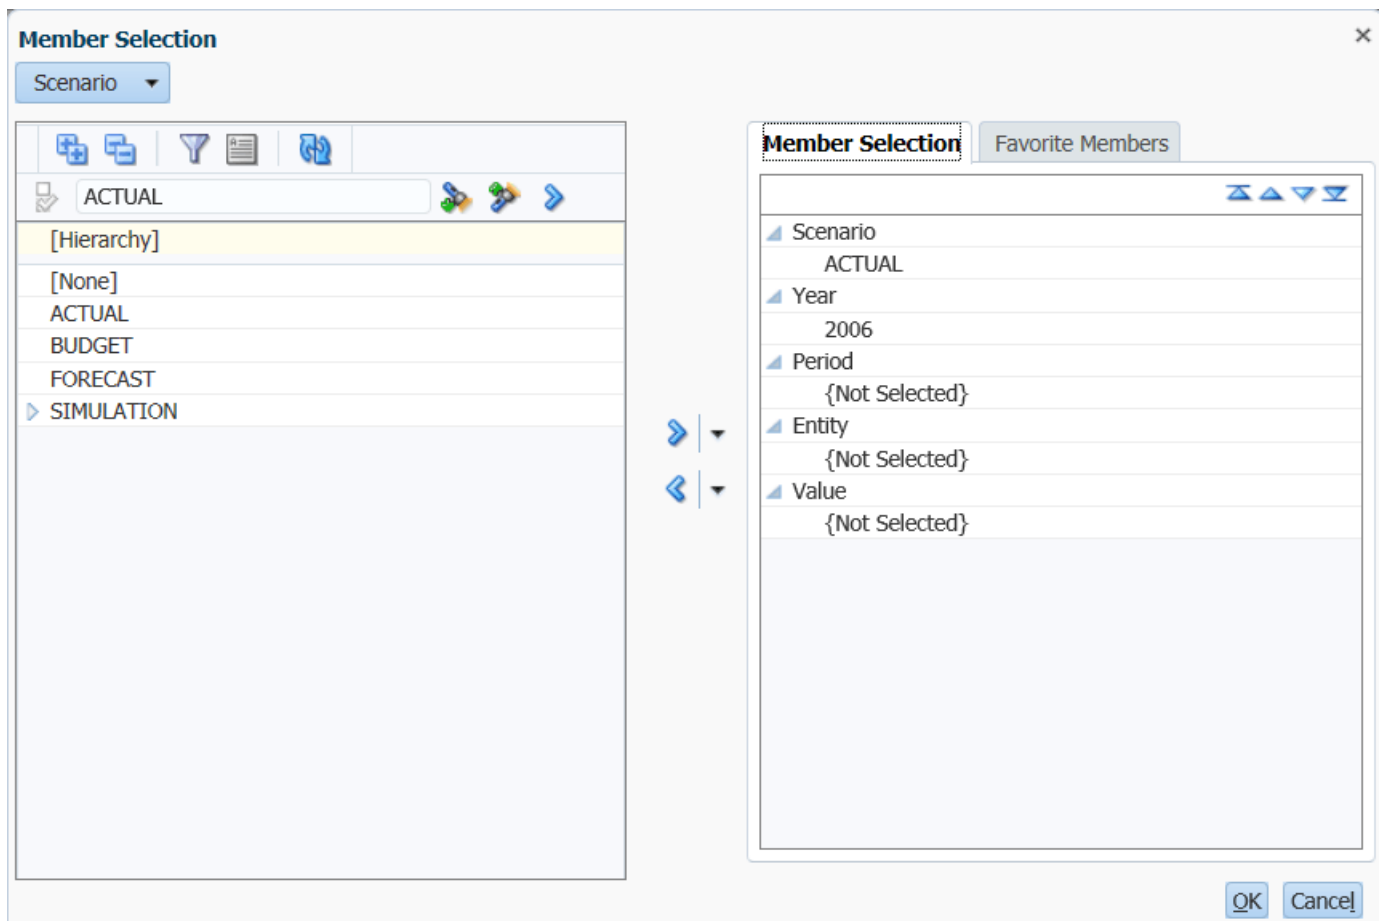 Member Selection
Scenario
ACTUAL
[Hierarchy]
[None]
ACTUAL
BUDGET
FORECAST
SIMULATION
Member Selection
Favorite Members
Scenario
ACTUAL
Year
2006
Period
{Not Selected}
Entity
{Not Selected}
Value
{Not Selected}
OK
Cancel